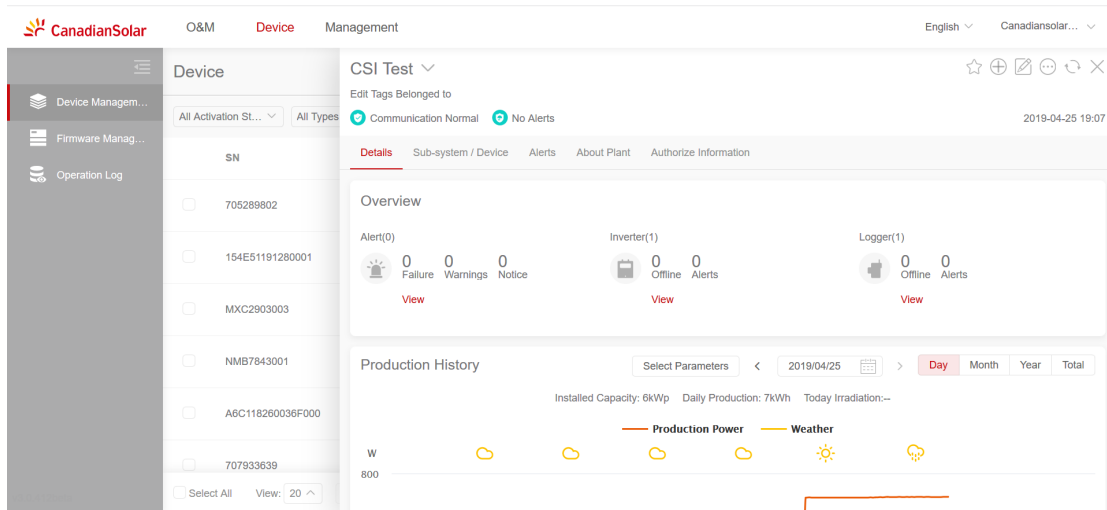 CanadianSolar
O&M Device Management
English Canadiansolar...
Device Managem...
Firmware Manag...
Operation Log
Device
All Activation St... All Types
SN
705289802
154E51191280001
MXC2903003
NMB7843001
A6C118260036F000
707933639
Select All View: 20
CSI Test
Edit Tags Belonged to
Communication Normal No Alerts 2019-04-25 19:07
Details Sub-system / Device Alerts About Plant Authorize Information
Overview
Alert(0) Inverter(1) Logger(1)
0 0 0 0 0 0 0
Failure Warnings Notice Offline Alerts Offline Alerts
View View View
Production History Select Parameters < 2019/04/25 > Day Month Year Total
Installed Capacity: 6kWp Daily Production: 7kWh Today Irradiation:--
Production Power Weather
W
800